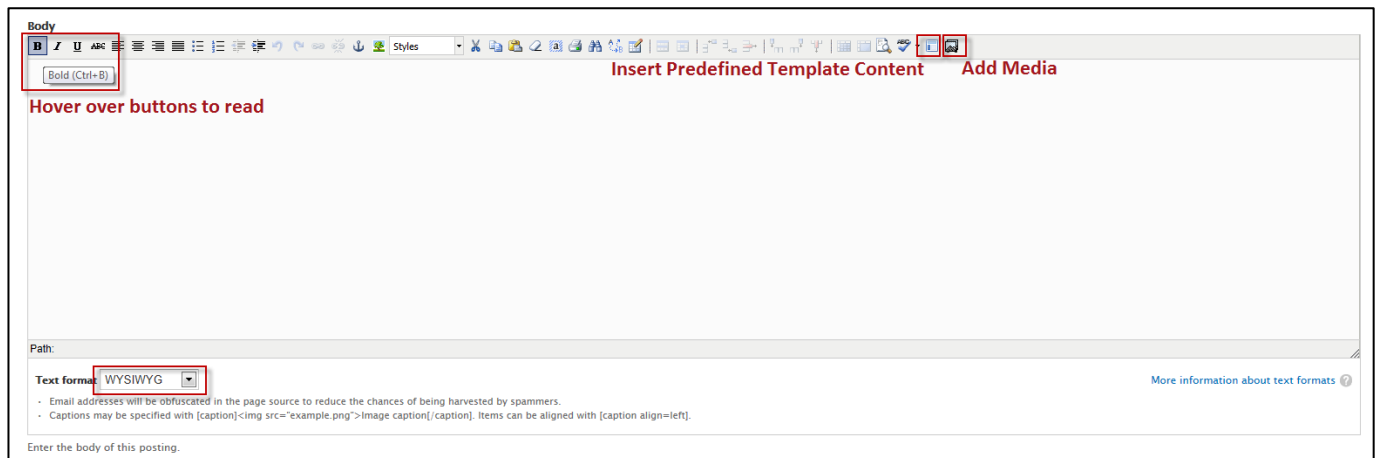 Body
B I U ABC Styles
Bold (Ctrl+B)
Insert Predefined Template Content Add Media
Hover over buttons to read
Path:
Text format WYSIWYG
More information about text formats ?
· Email addresses will be obfuscated in the page source to reduce the chances of being harvested by spammers.
· Captions may be specified with [caption]<img src="example.png">Image caption[/caption]. Items can be aligned with [caption align=left].
Enter the body of this posting.